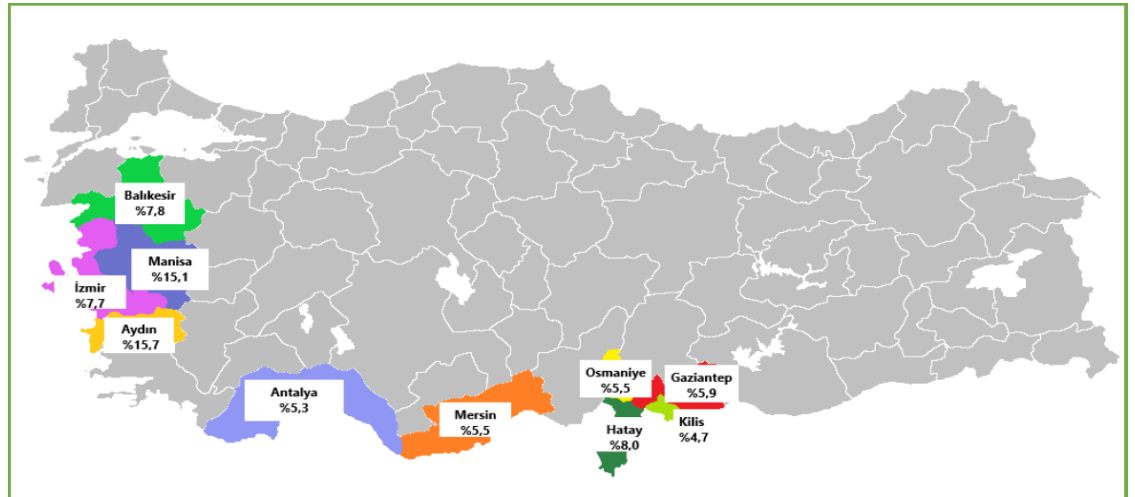 Balıkesir
%7,8
Manisa
%15,1
İzmir
%7,7
Aydın
%15,7
Antalya
%5,3
Mersin
%5,5
Osmaniye
%5,5
Gaziantep
%5,9
Hatay
%8,0
Kilis
%4,7